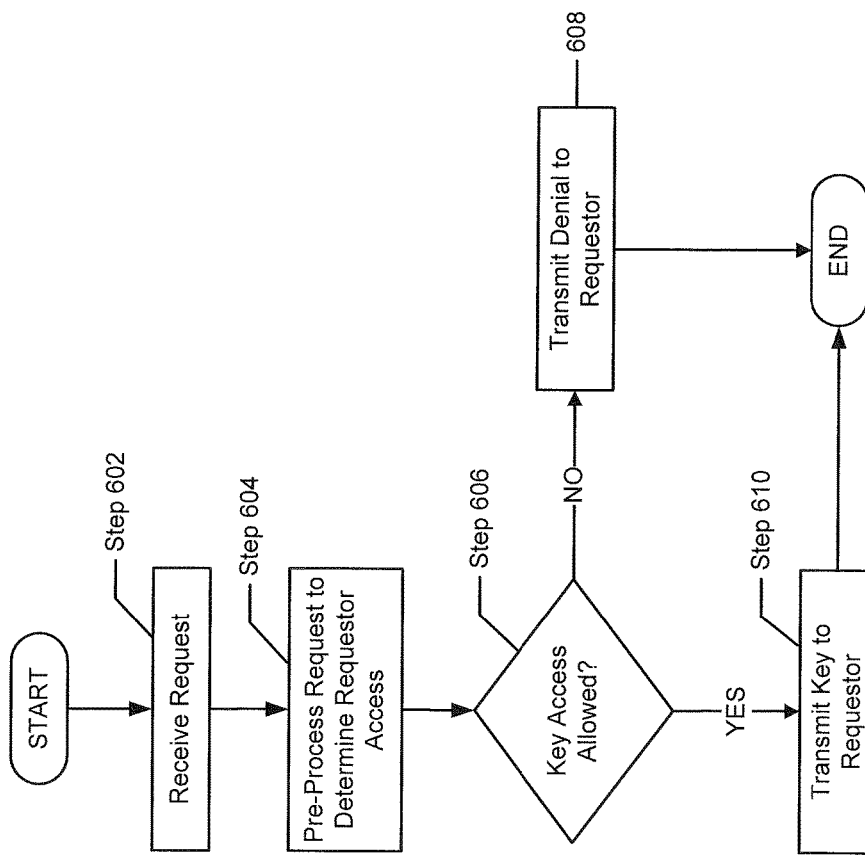 START
Step 602
Receive Request
Step 604
Pre-Process Request to
Determine Requestor
Access
Step 606
Key Access
Allowed?
NO
608
Transmit Denial to
Requestor
YES
Step 610
Transmit Key to
Requestor
END